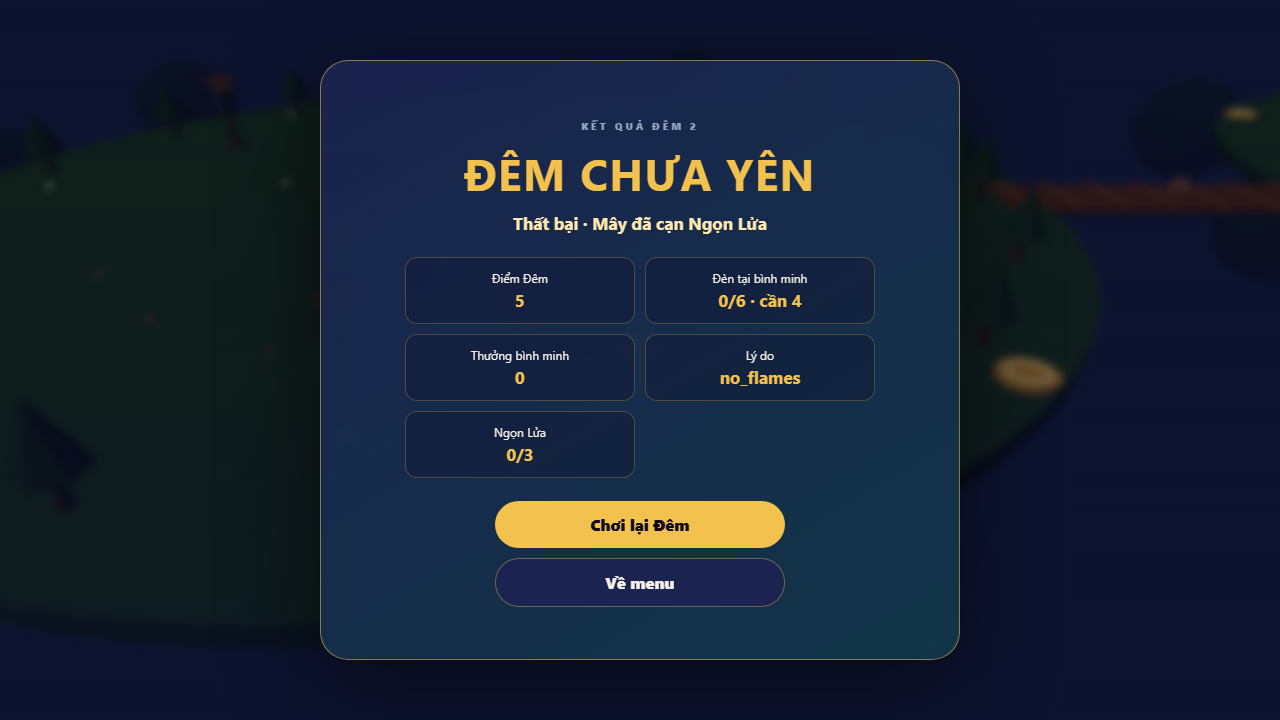 KẾT QUẢ ĐÊM 2
ĐÊM CHƯA YÊN
Thất bại · Mây đã cạn Ngọn Lửa
Điểm Đêm
5
Đèn tại bình minh
0/6 · cần 4
Thưởng bình minh
0
Lý do
no_flames
Ngọn Lửa
0/3
Chơi lại Đêm
Về menu